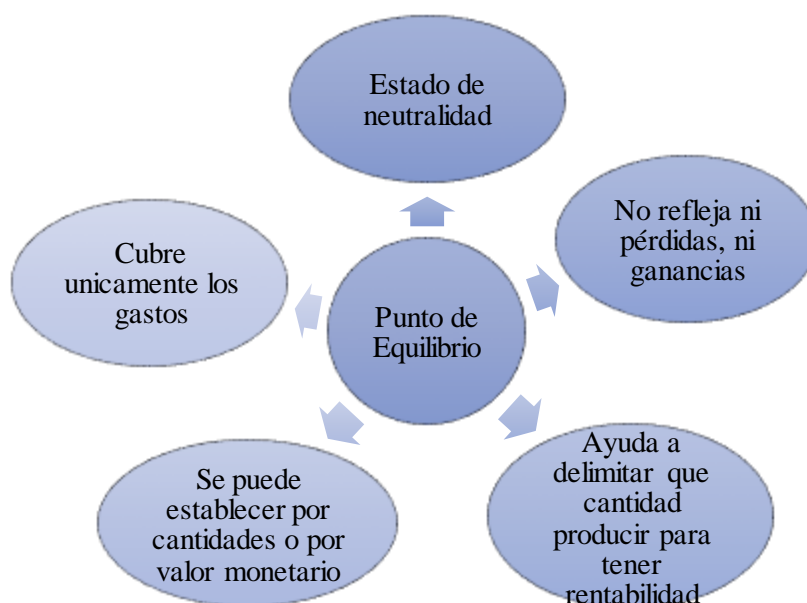 Estado de
neutralidad
No refleja ni
pérdidas, ni
ganancias
Cubre
unicamente los
gastos
Punto de
Equilibrio
Se puede
establecer por
cantidades o por
valor monetario
Ayuda a
delimitar que
cantidad
producir para
tener
rentabilidad